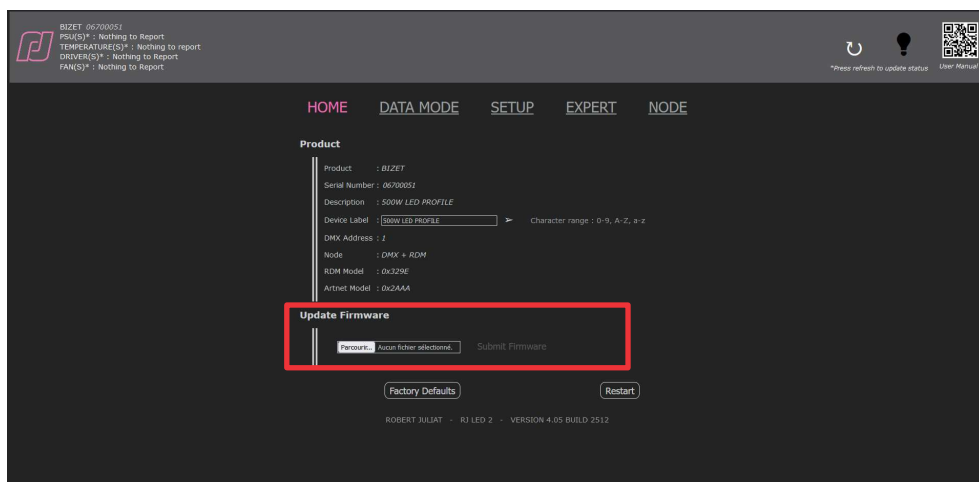 BIZET 06700051
PSU(S)* : Nothing to Report
TEMPERATURE(S)* : Nothing to report
DRIVER(S)* : Nothing to Report
FAN(S)* : Nothing to Report
*Press refresh to update status
User Manual
HOME DATA MODE SETUP EXPERT NODE
Product
Product : BIZET
Serial Number : 06700051
Description : 500W LED PROFILE
Device Label : 500W LED PROFILE ➢ Character range : 0-9, A-Z, a-z
DMX Address : 1
Node : DMX + RDM
RDM Model : 0x329E
Artnet Model : 0x2AAA
Update Firmware
Parcourir... Aucun fichier sélectionné. Submit Firmware
Factory Defaults Restart
ROBERT JULIAT - RJ LED 2 - VERSION 4.05 BUILD 2512